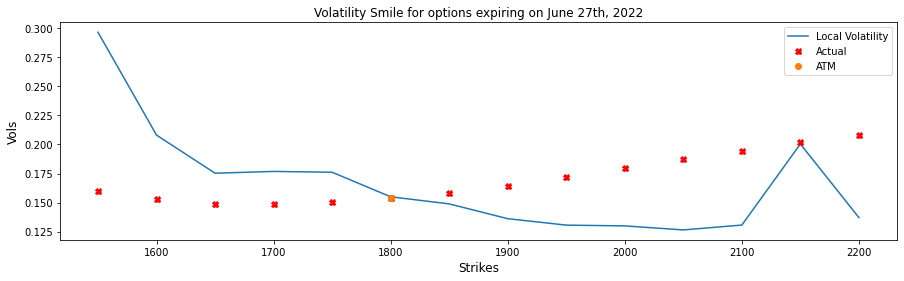 Volatility Smile for options expiring on June 27th, 2022
0.300
0.275
0.250
0.225
0.200
0.175
0.150
0.125
Vols
Local Volatility
Actual
ATM
1600 1700 1800 1900 2000 2100 2200
Strikes